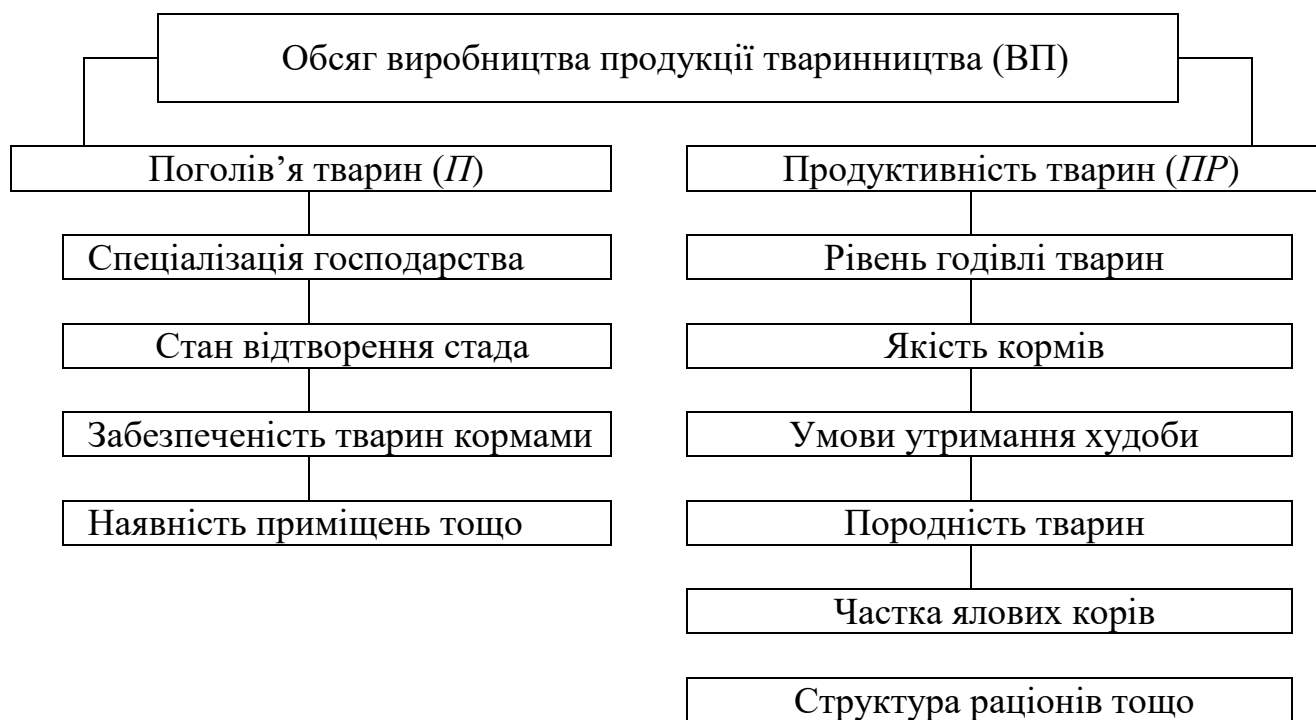 Обсяг виробництва продукції тваринництва (ВП)
Поголів’я тварин (П)
Спеціалізація господарства
Стан відтворення стада
Забезпеченість тварин кормами
Наявність приміщень тощо
Продуктивність тварин (ПР)
Рівень годівлі тварин
Якість кормів
Умови утримання худоби
Породність тварин
Частка ялових корів
Структура раціонів тощо